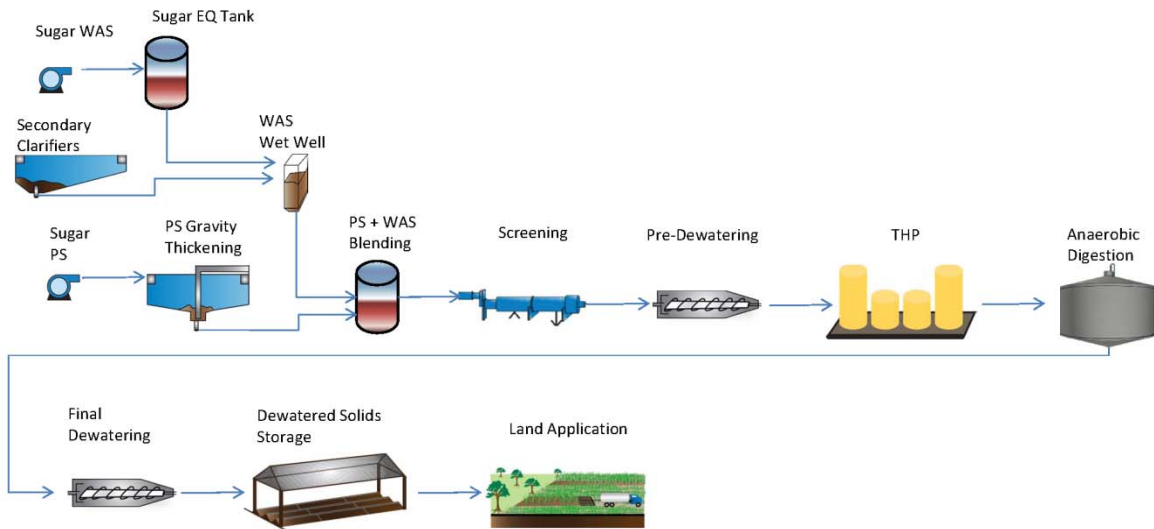 Sugar EQ Tank
Sugar WAS
Secondary
Clarifiers
WAS
Wet Well
Sugar
PS
PS Gravity
Thickening
PS + WAS
Blending
Screening
Pre-Dewatering
THP
Anaerobic
Digestion
Final
Dewatering
Dewatered Solids
Storage
Land Application